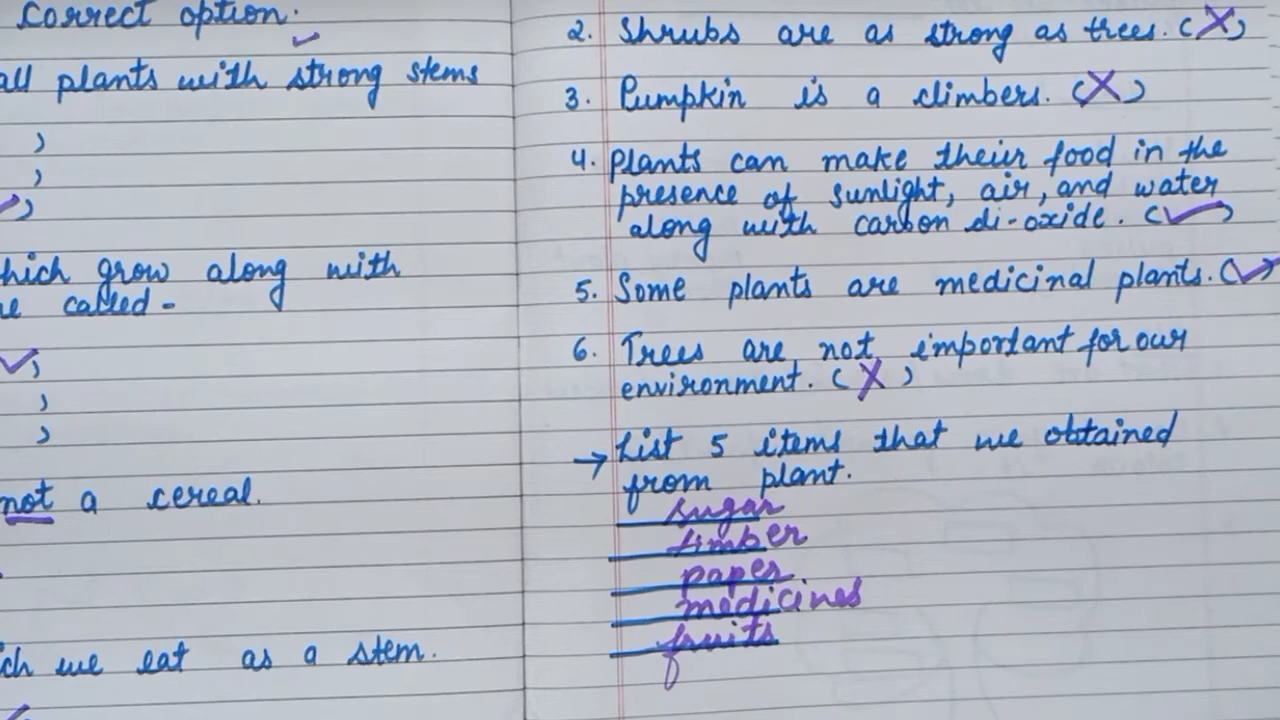 Correct option.
all plants with strong stems
)
)
✓)
which grow along with
e called -
✓)
)
)
not a cereal.
ch we eat as a stem.
2. Shrubs are as strong as trees. (X)
3. Pumpkin is a climbers. (X)
4. Plants can make their food in the
presence of sunlight, air, and water
along with carbon di-oxide. (✓)
5. Some plants are medicinal plants. (✓)
6. Trees are not important for our
environment. (X)
→ List 5 items that we obtained
from plant.
sugar
timber
paper
medicines
fruits